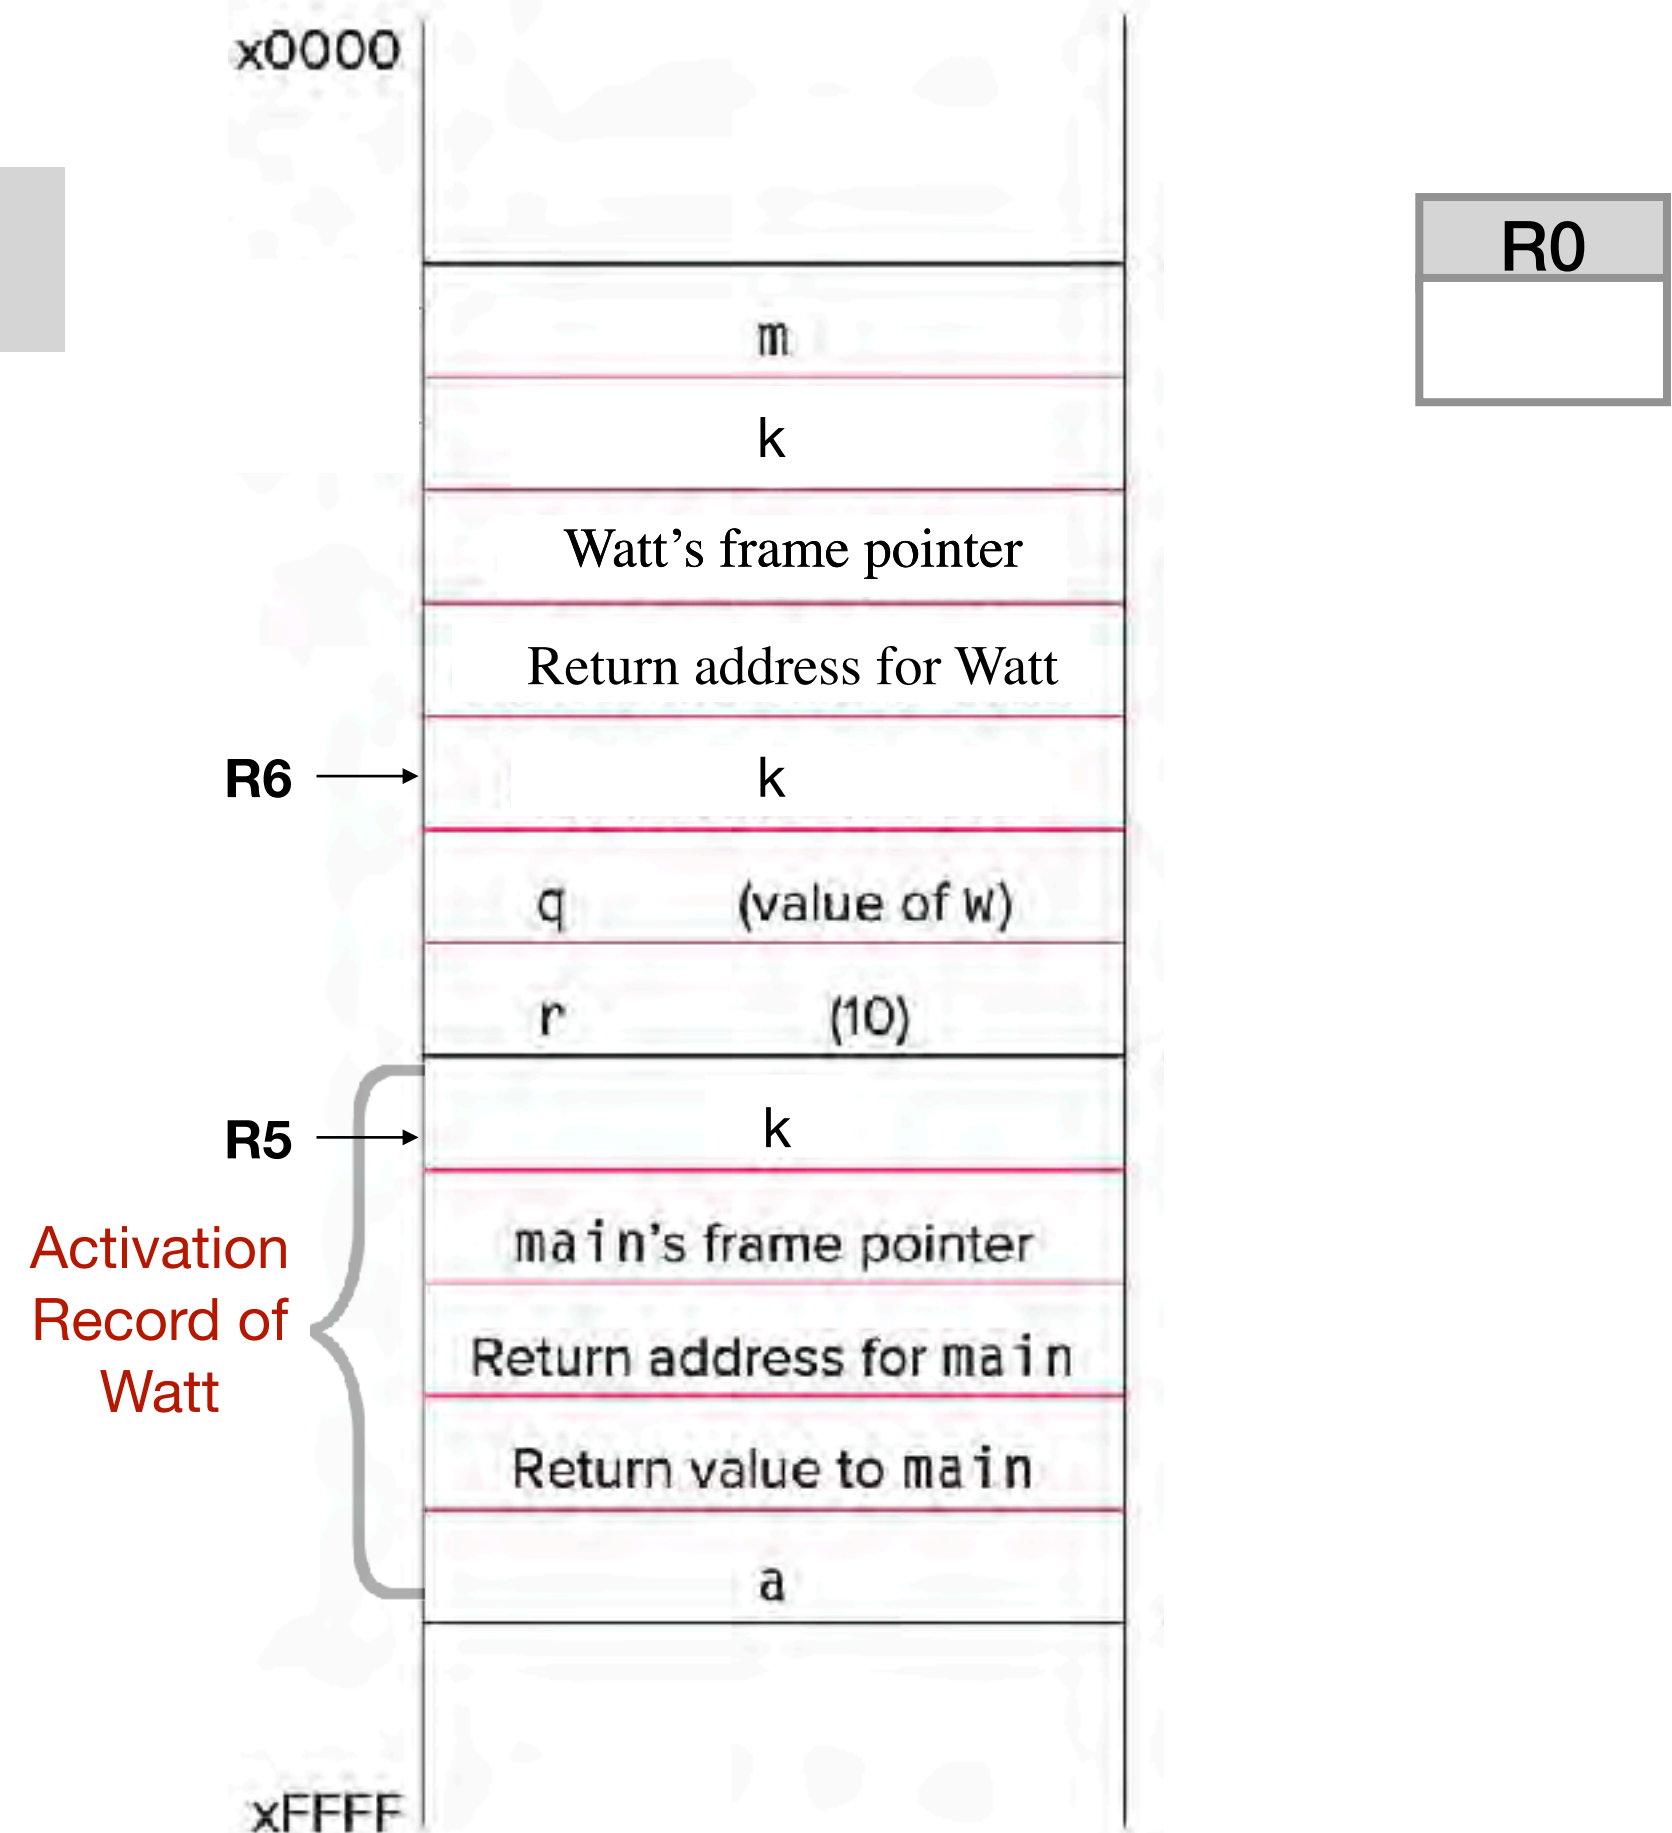 x0000
R0
m
k
Watt’s frame pointer
Return address for Watt
R6
k
q (value of w)
r (10)
R5
k
Activation
Record of
Watt
main's frame pointer
Return address for main
Return value to main
a
xFFFF